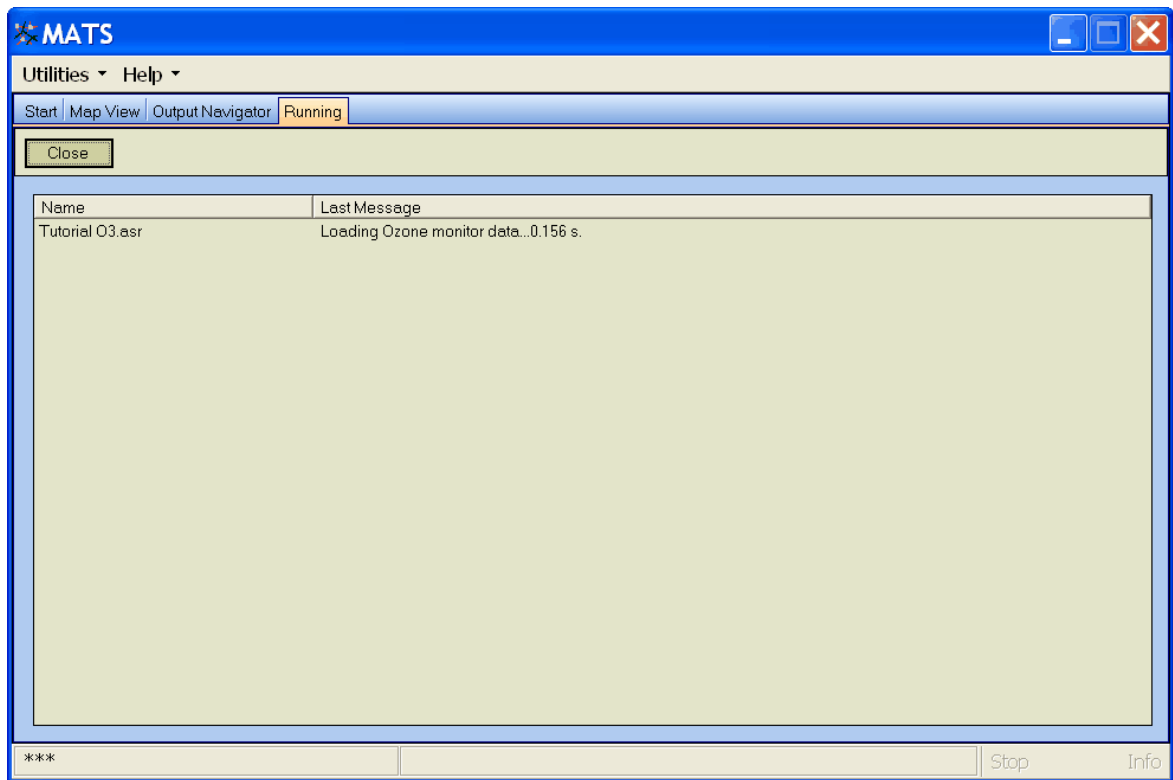 MATS
Utilities Help
Start Map View Output Navigator Running
Close
Name Last Message
Tutorial O3.asr Loading Ozone monitor data...0.156 s.
*** Stop Info